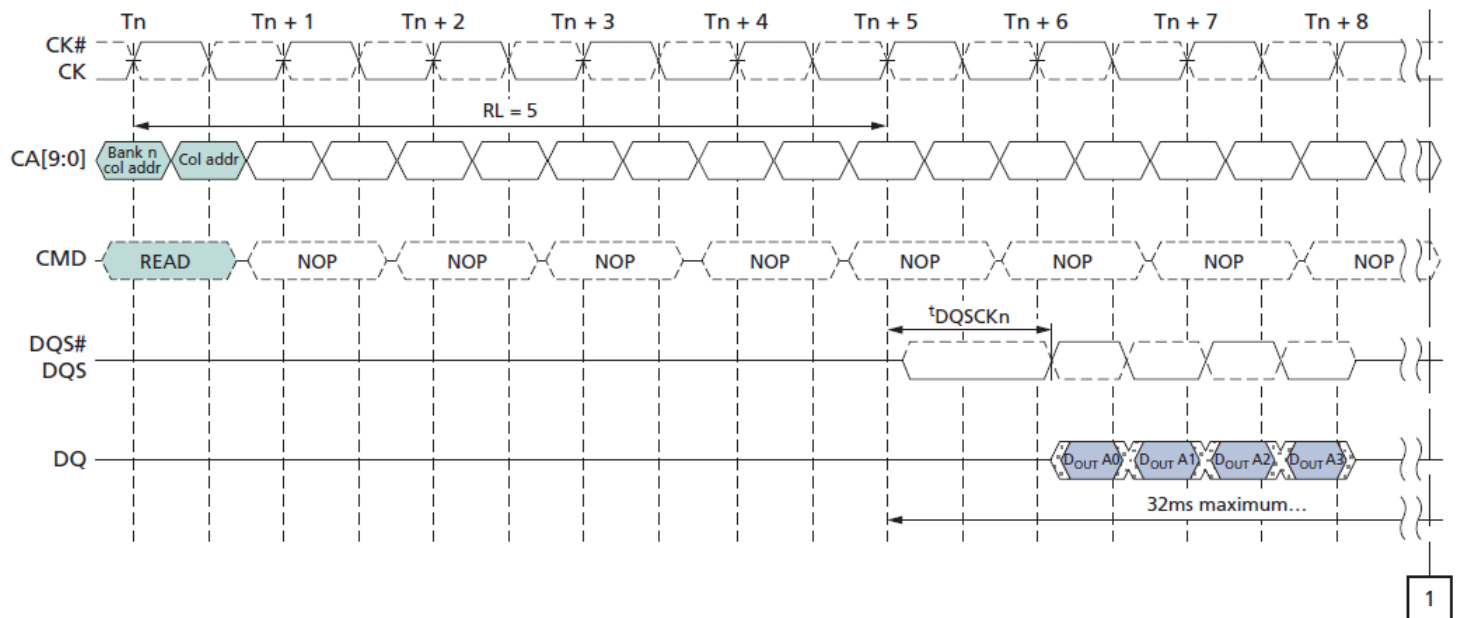 Tn Tn + 1 Tn + 2 Tn + 3 Tn + 4 Tn + 5 Tn + 6 Tn + 7 Tn + 8
CK#
CK
RL = 5
CA[9:0] Bank n Col addr
col addr
CMD READ NOP NOP NOP NOP NOP NOP NOP NOP
tDQSCKn
DQS#
DQS
DQ DOUT A0 DOUT A1 DOUT A2 DOUT A3
32ms maximum…
1